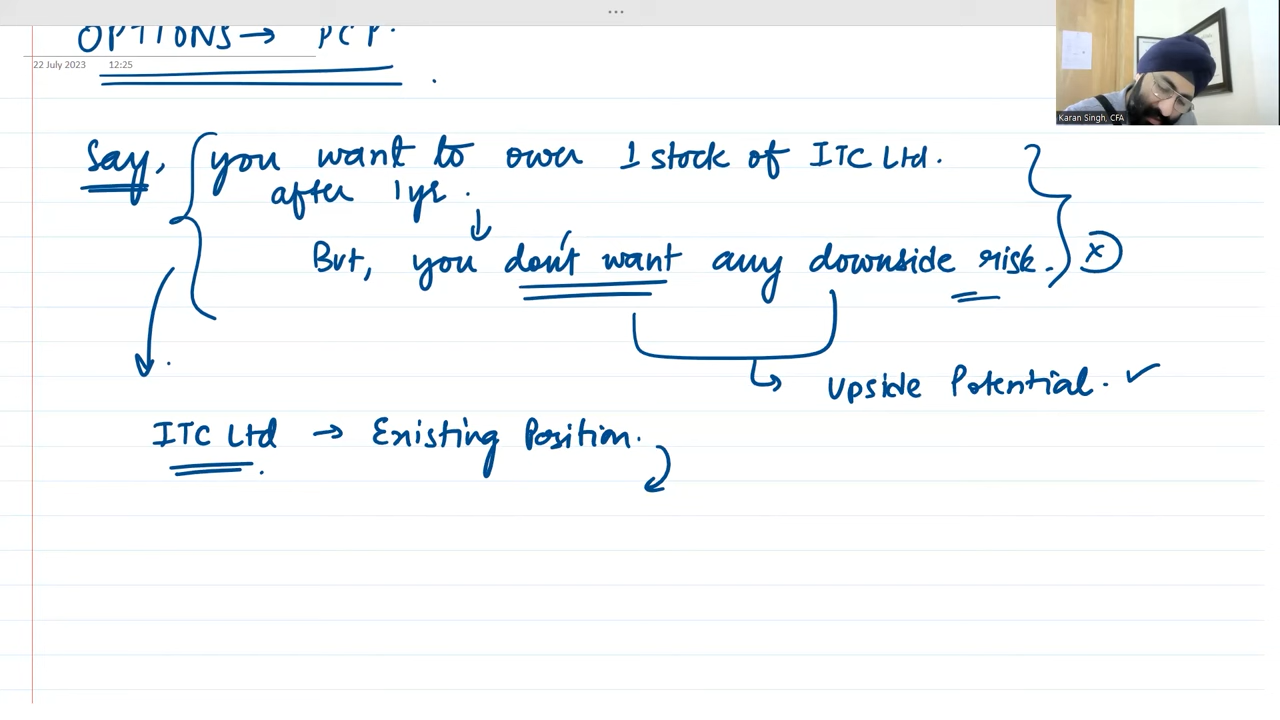 OPTIONS → PCP.
22 July 2023 12:25
Karan Singh, CFA
Say, you want to own 1 stock of ITC Ltd.
after 1yr.
But, you don't want any downside risk. x
Upside Potential. ✓
ITC Ltd → Existing Position.